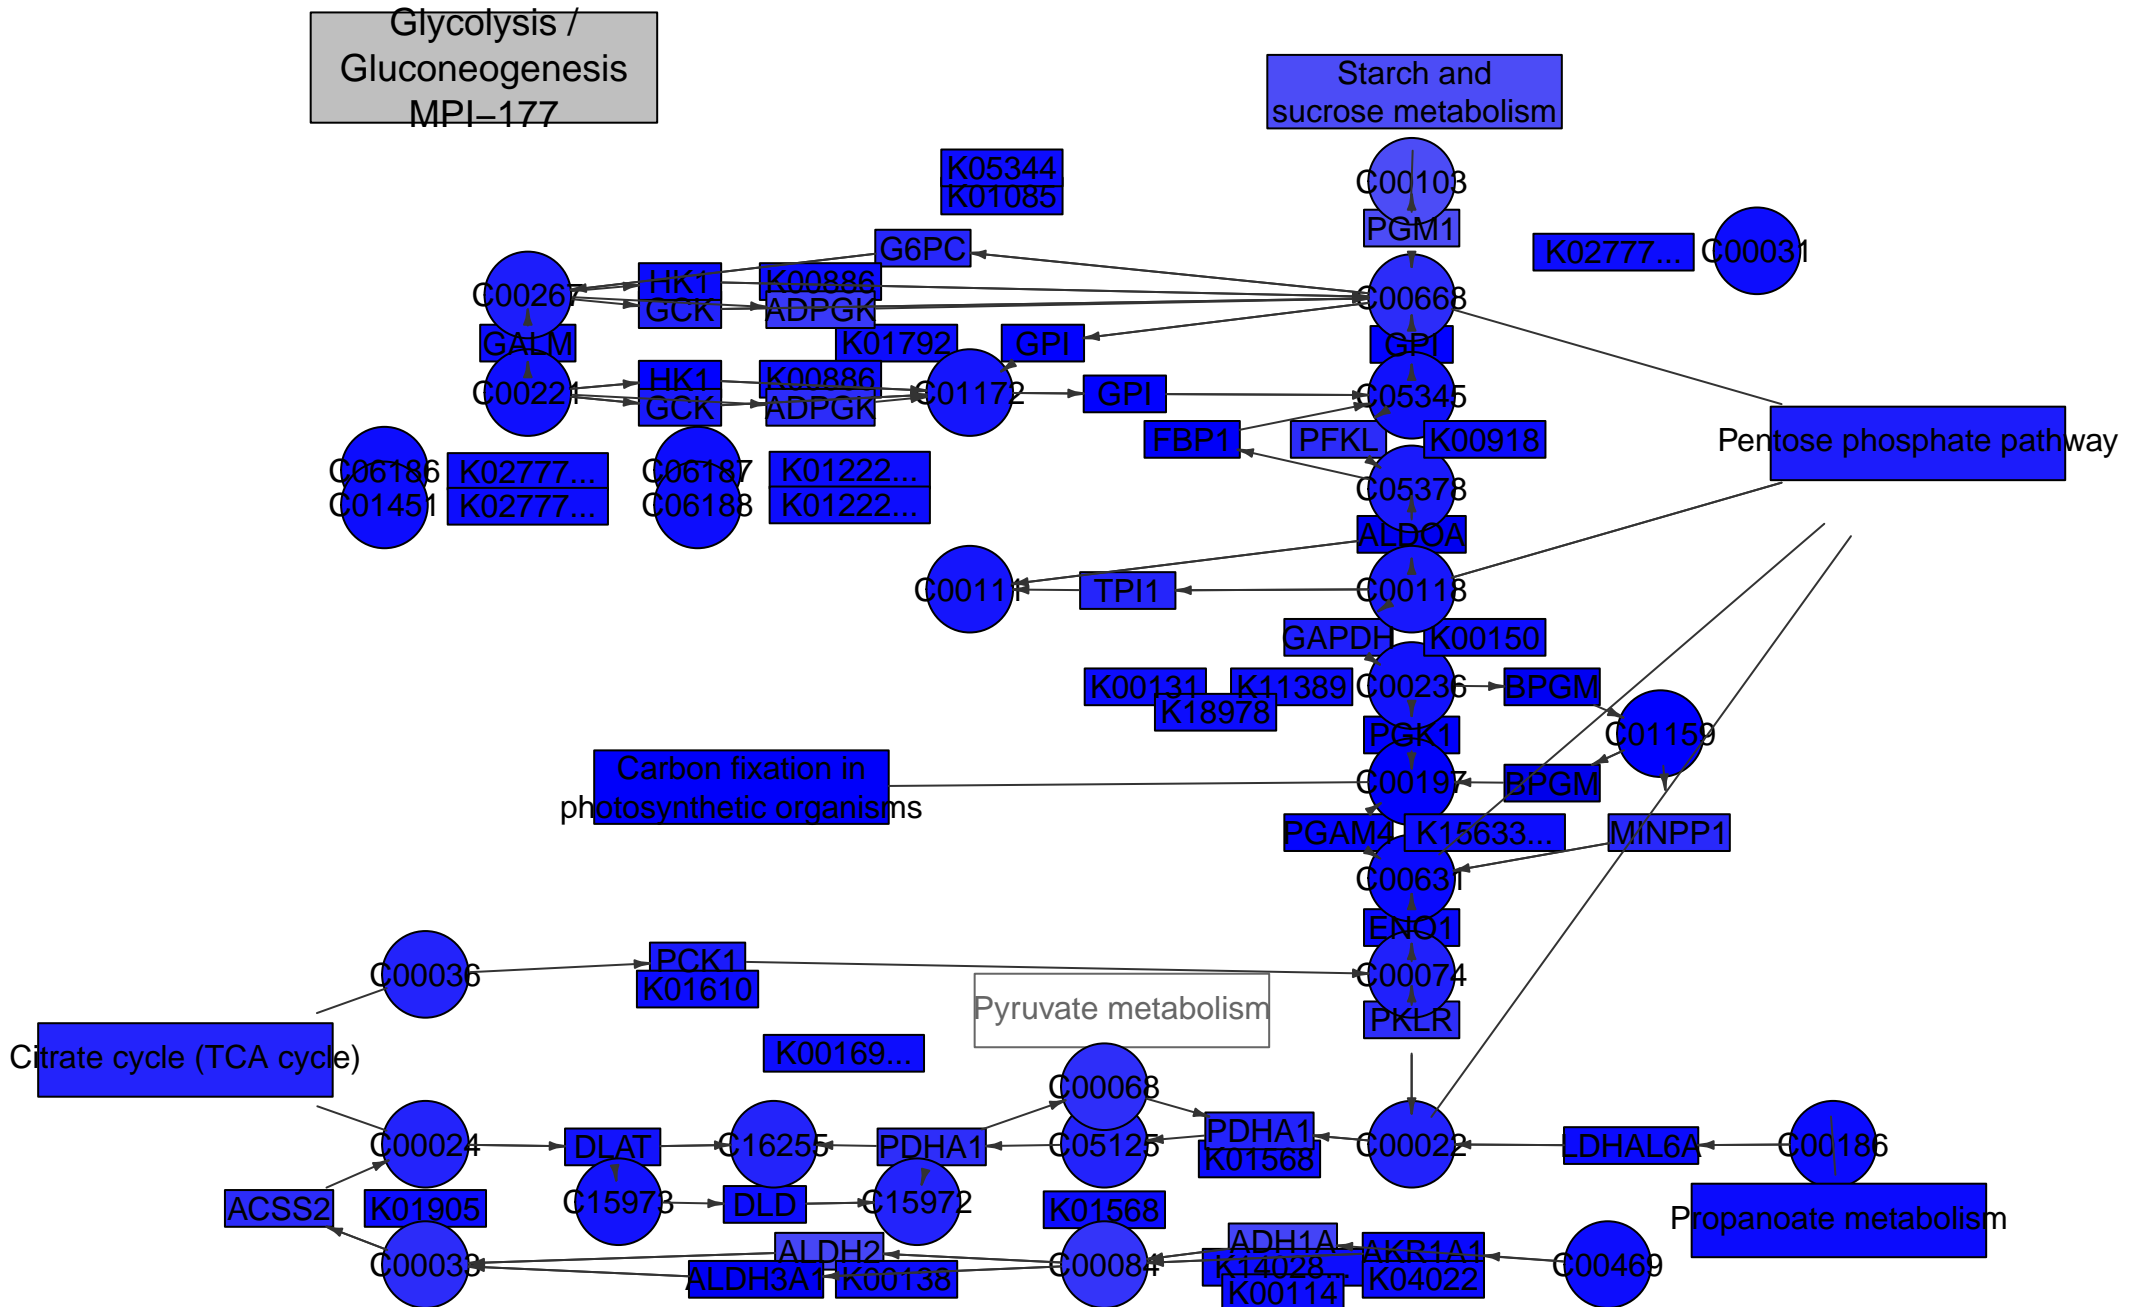 Glycolysis /
Gluconeogenesis
MPI–177
Starch and
sucrose metabolism
K05344
K01085
C00103
PGM1
G6PC
K02777...
C00031
C00267
HK1
K00886
GCK
ADPGK
C00668
GALM
K01792
GPI
GPI
C00221
HK1
K00886
GCK
ADPGK
C01172
GPI
C05345
FBP1
PFKL
K00918
Pentose phosphate pathway
C06186
K02777...
C06187
K01222...
C01451
K02777...
C06188
K01222...
C05378
ALDOA
C00111
TPI1
C00118
GAPDH
K00150
K00131
K11389
K18978
C00236
BPGM
PGK1
C01159
Carbon fixation in
photosynthetic organisms
C00197
BPGM
PGAM4
K15633...
MINPP1
C00631
ENO1
C00036
PCK1
K01610
C00074
Pyruvate metabolism
PKLR
Citrate cycle (TCA cycle)
K00169...
C00068
C00024
DLAT
C16255
PDHA1
C05125
PDHA1
K01568
C00022
LDHAL6A
C00186
ACSS2
K01905
C15973
DLD
C15972
K01568
Propanoate metabolism
C00033
ALDH2
ALDH3A1
K00138
C00084
ADH1A
K14028...
K00114
AKR1A1
K04022
C00469